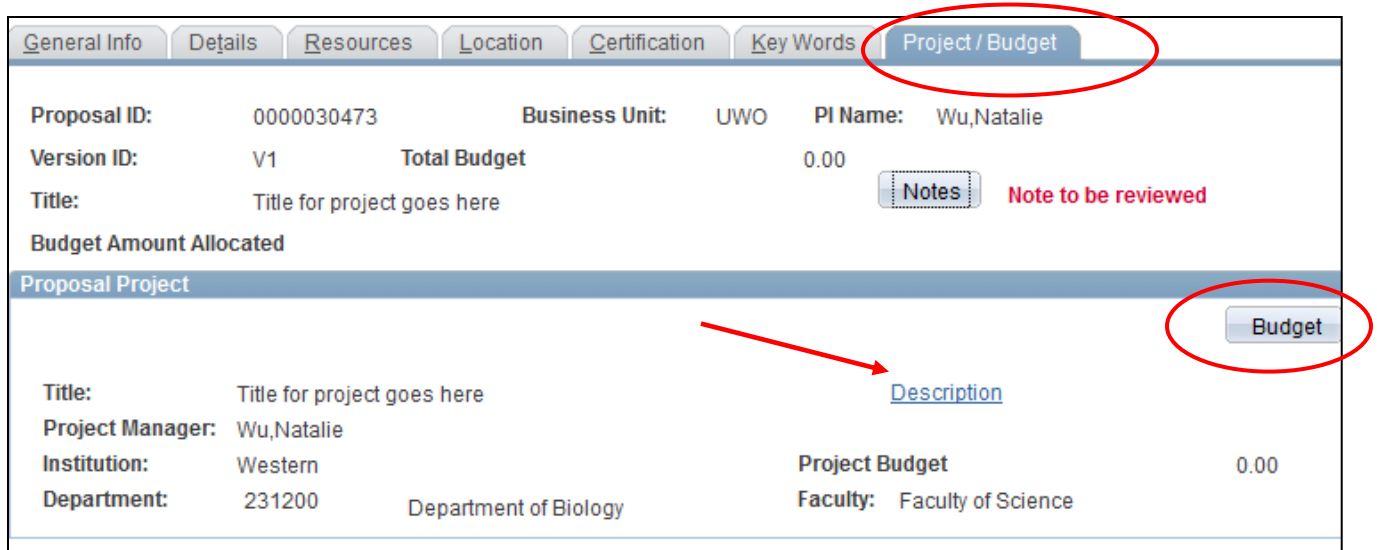 General Info Details Resources Location Certification Key Words Project / Budget
Proposal ID: 0000030473 Business Unit: UWO PI Name: Wu,Natalie
Version ID: V1 Total Budget 0.00
Title: Title for project goes here Notes Note to be reviewed
Budget Amount Allocated
Proposal Project
Budget
Title: Title for project goes here Description
Project Manager: Wu,Natalie
Institution: Western Project Budget 0.00
Department: 231200 Department of Biology Faculty: Faculty of Science